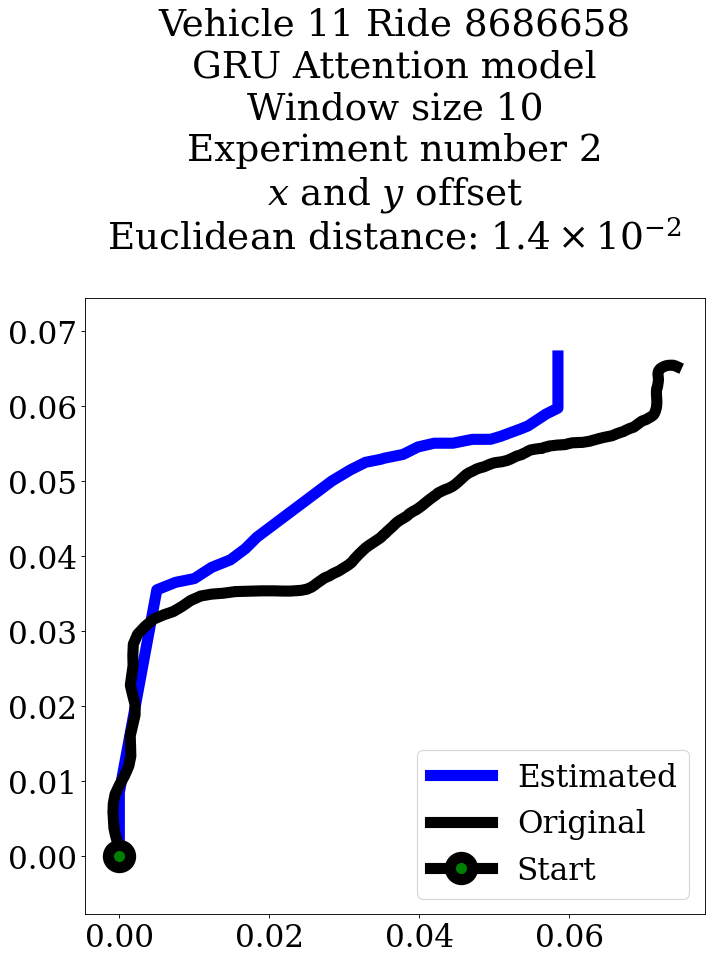 Vehicle 11 Ride 8686658
GRU Attention model
Window size 10
Experiment number 2
x and y offset
Euclidean distance: 1.4 × 10⁻²
0.07
0.06
0.05
0.04
0.03
0.02
0.01
0.00
Estimated
Original
Start
0.00 0.02 0.04 0.06